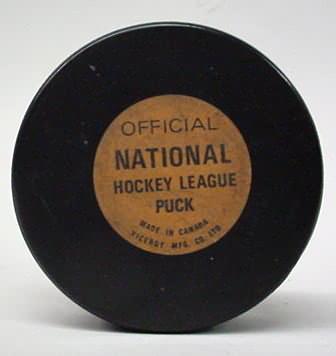 OFFICIAL
NATIONAL
HOCKEY LEAGUE
PUCK
MADE IN CANADA
VICEROY MFG. CO. LTD